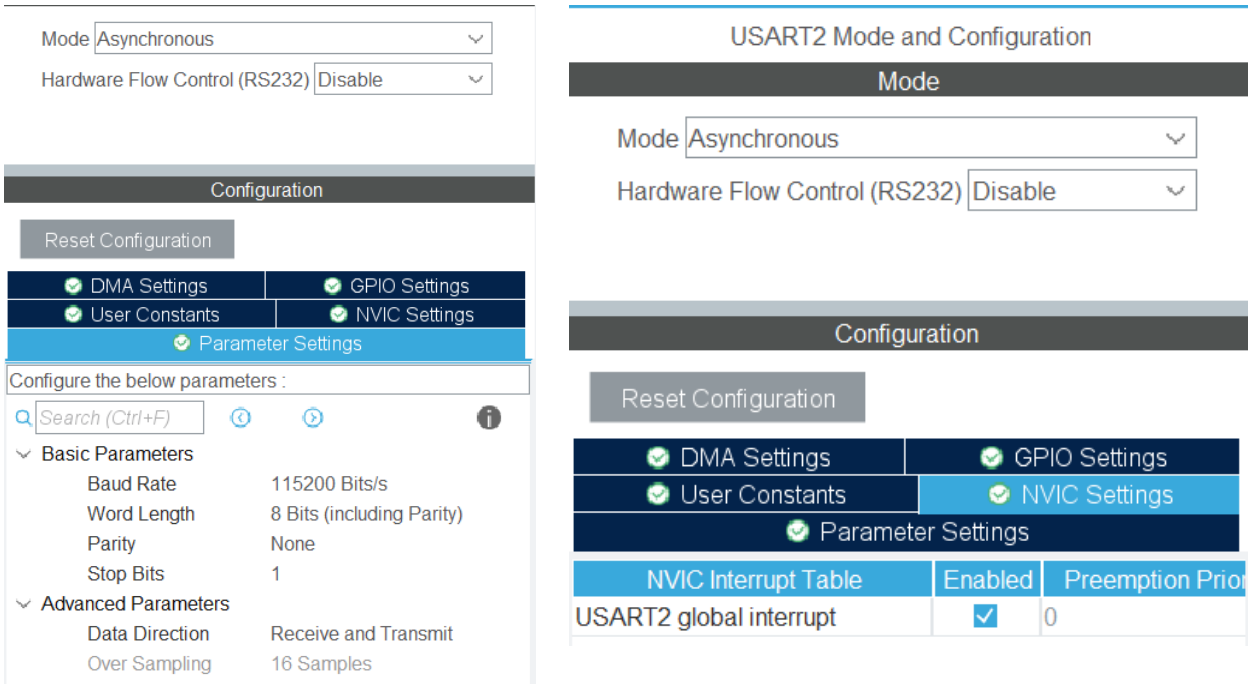 Mode Asynchronous
Hardware Flow Control (RS232) Disable
Configuration
Reset Configuration
DMA Settings GPIO Settings
User Constants NVIC Settings
Parameter Settings
Configure the below parameters :
Search (Ctrl+F)
Basic Parameters
Baud Rate 115200 Bits/s
Word Length 8 Bits (including Parity)
Parity None
Stop Bits 1
Advanced Parameters
Data Direction Receive and Transmit
Over Sampling 16 Samples
USART2 Mode and Configuration
Mode
Mode Asynchronous
Hardware Flow Control (RS232) Disable
Configuration
Reset Configuration
DMA Settings GPIO Settings
User Constants NVIC Settings
Parameter Settings
NVIC Interrupt Table Enabled Preemption Prior
USART2 global interrupt 0